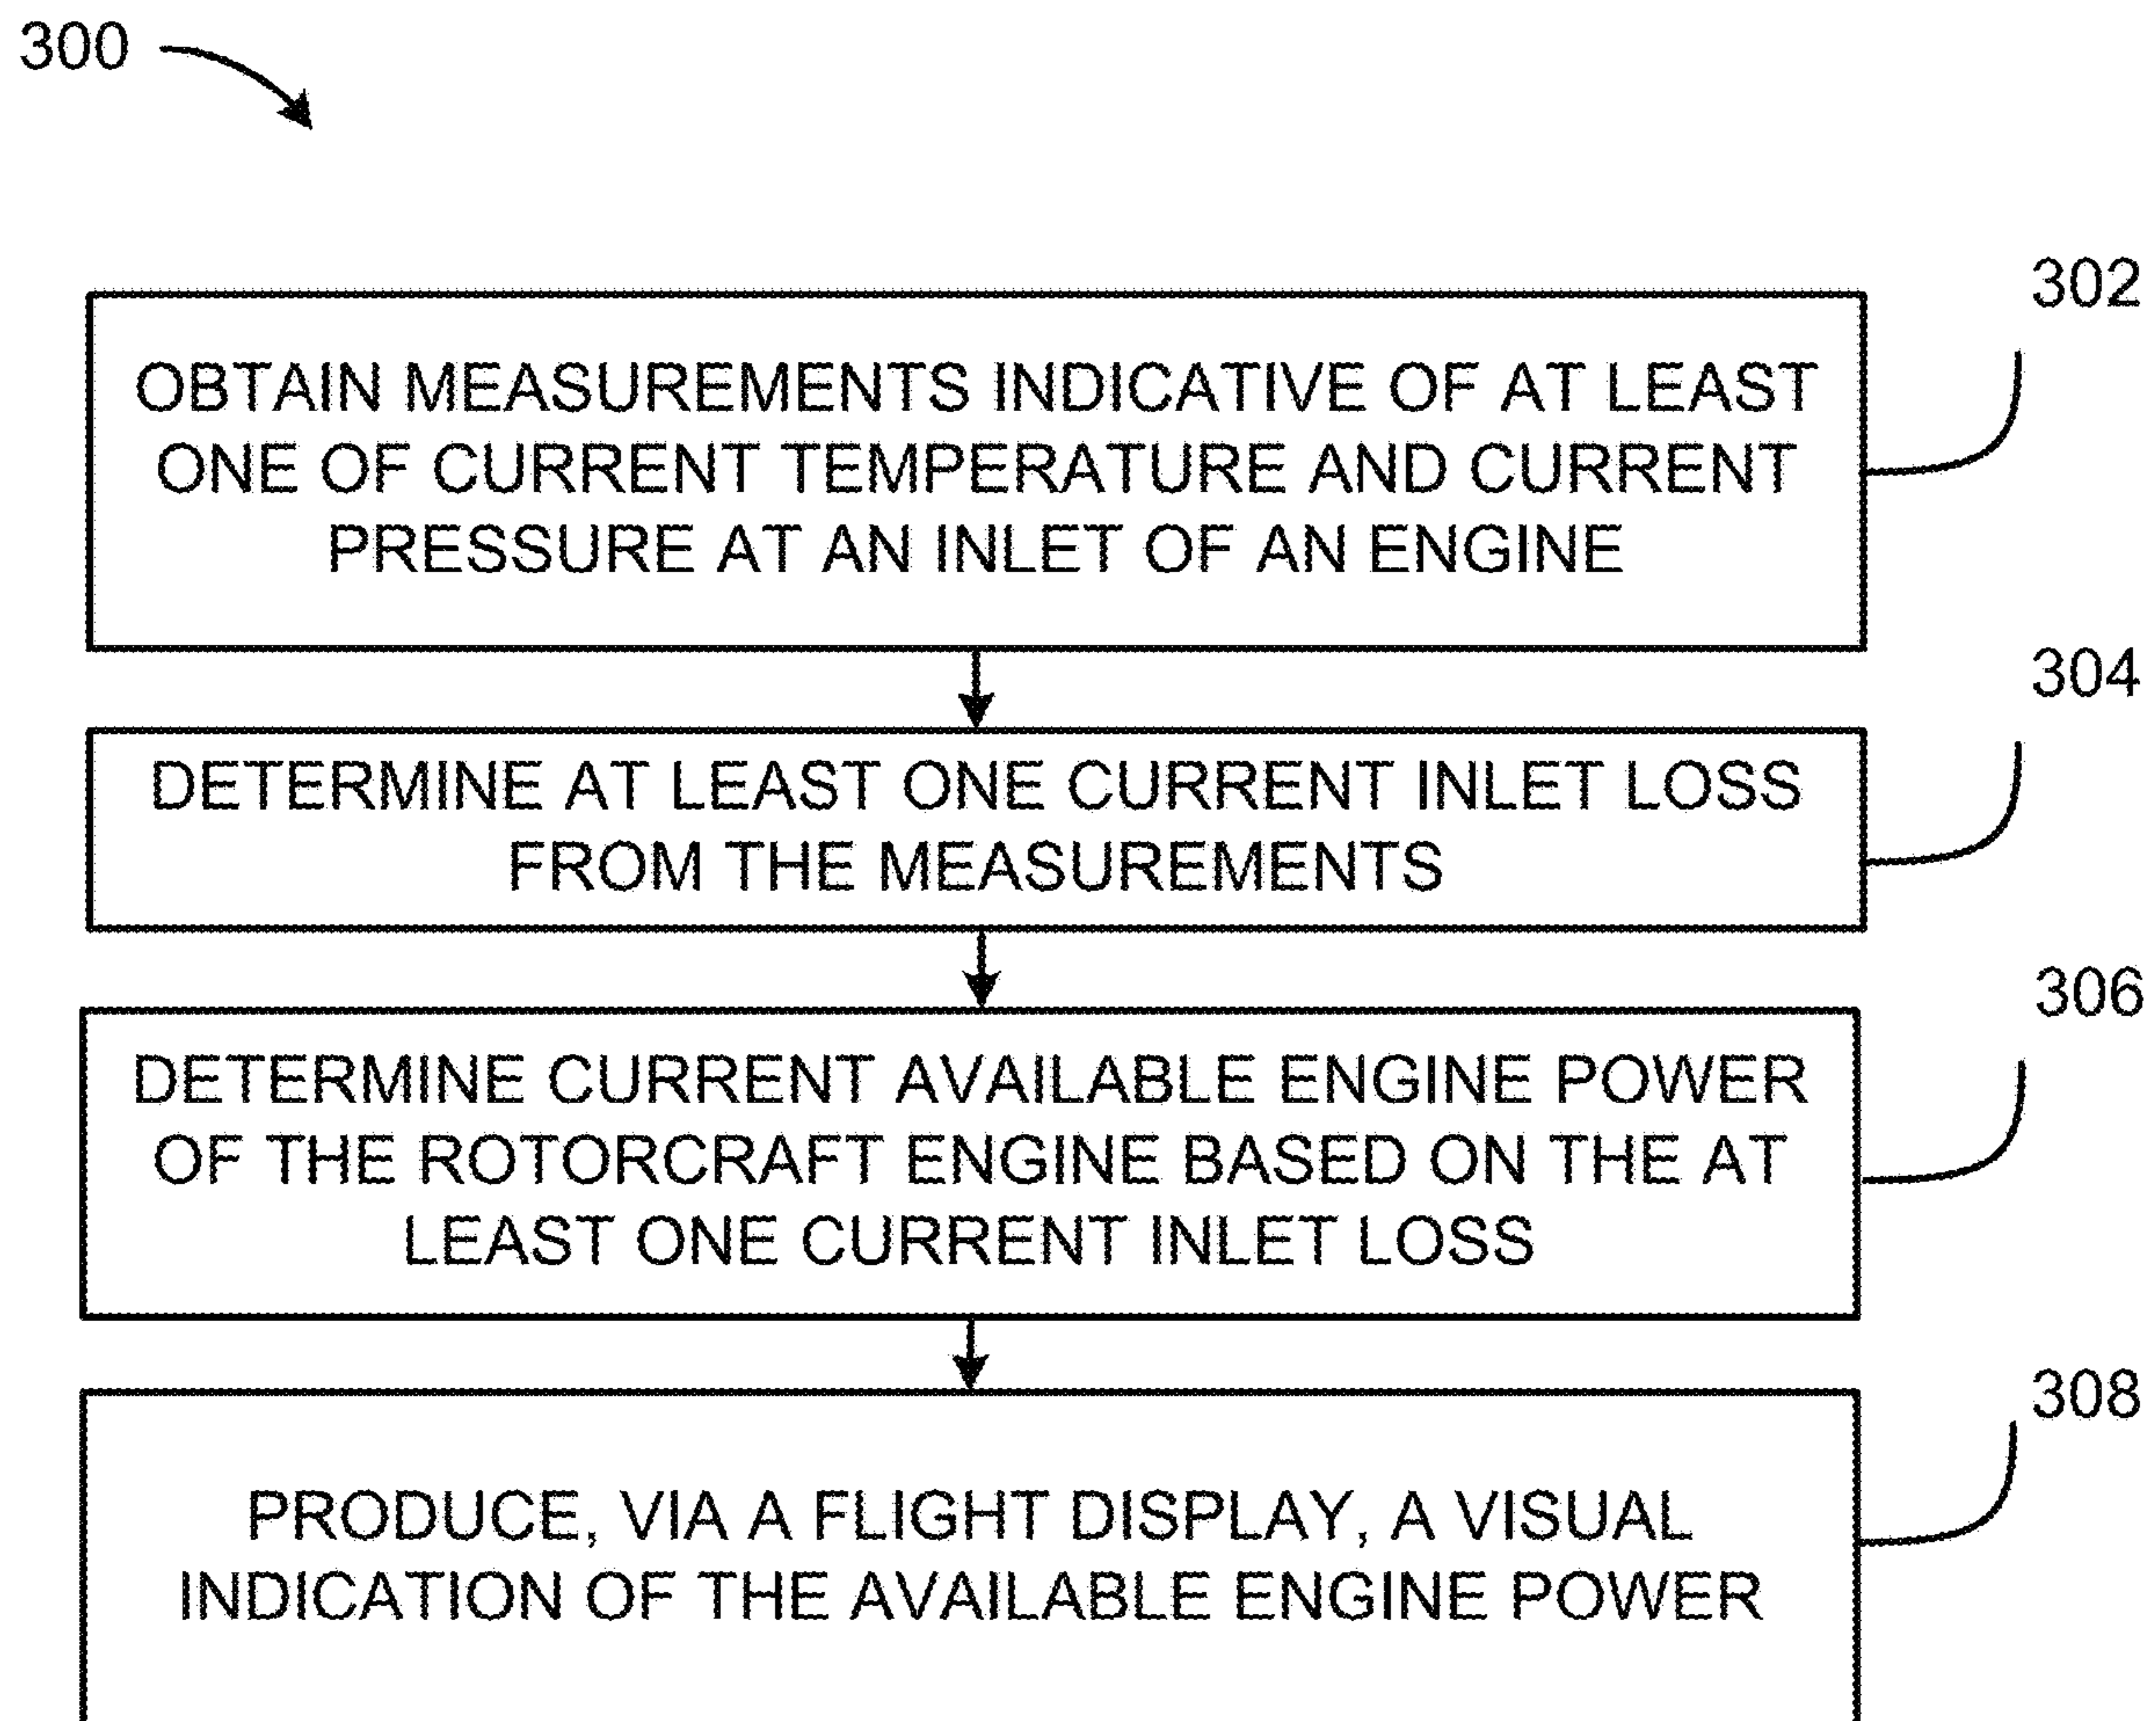 300
302
OBTAIN MEASUREMENTS INDICATIVE OF AT LEAST
ONE OF CURRENT TEMPERATURE AND CURRENT
PRESSURE AT AN INLET OF AN ENGINE
304
DETERMINE AT LEAST ONE CURRENT INLET LOSS
FROM THE MEASUREMENTS
306
DETERMINE CURRENT AVAILABLE ENGINE POWER
OF THE ROTORCRAFT ENGINE BASED ON THE AT
LEAST ONE CURRENT INLET LOSS
308
PRODUCE, VIA A FLIGHT DISPLAY, A VISUAL
INDICATION OF THE AVAILABLE ENGINE POWER